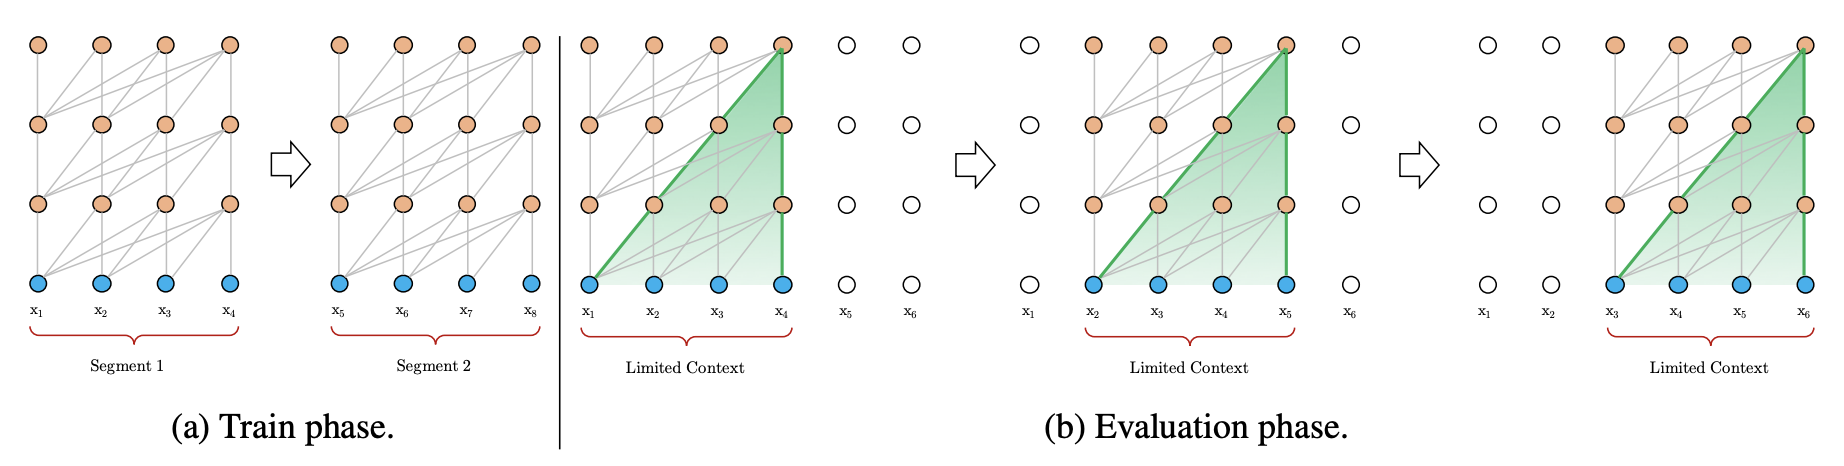 x₁ x₂ x₃ x₄
Segment 1
x₅ x₆ x₇ x₈
Segment 2
(a) Train phase.
x₁ x₂ x₃ x₄ x₅ x₆
Limited Context
x₁ x₂ x₃ x₄ x₅ x₆
Limited Context
x₁ x₂ x₃ x₄ x₅ x₆
Limited Context
(b) Evaluation phase.